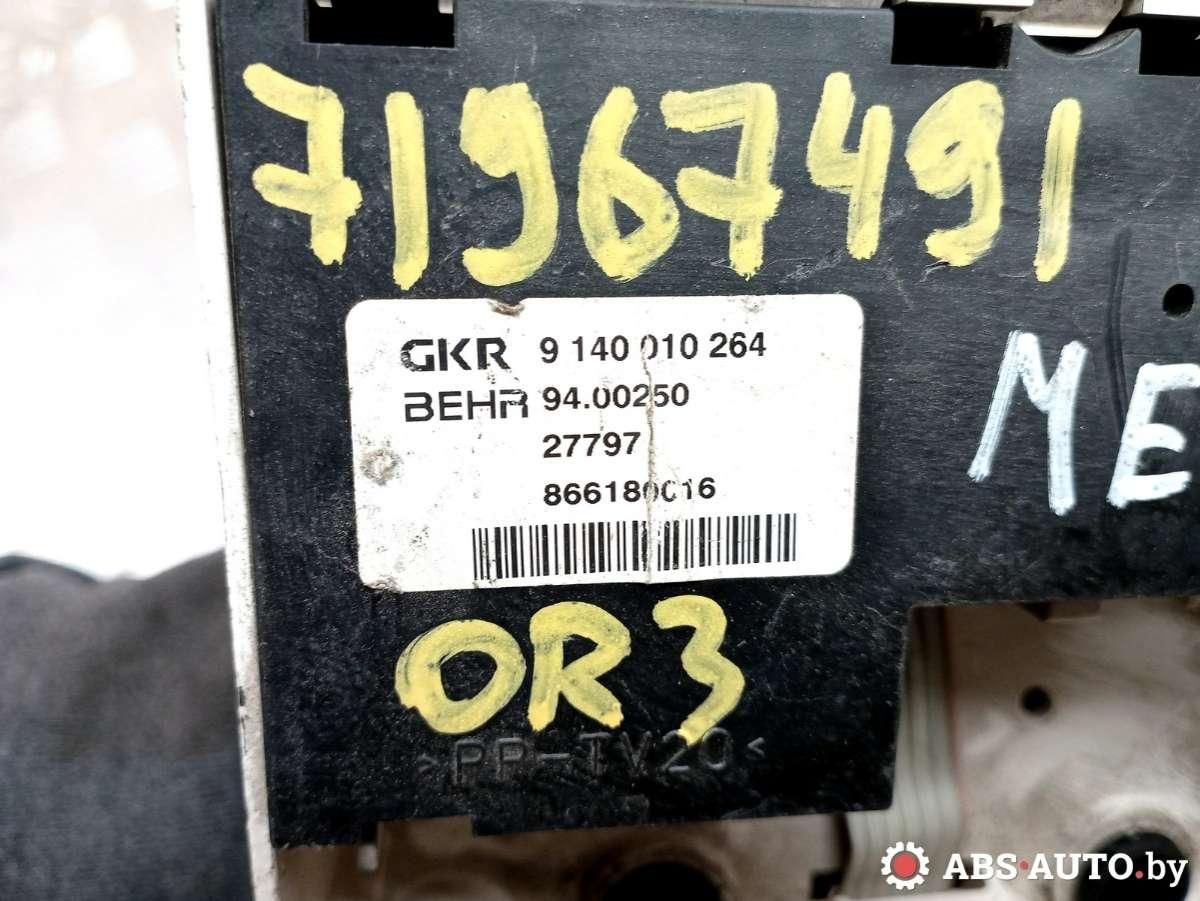 71967491
GKR 9 140 010 264
BEHR 94.00250
27797
866180016
ME
OR3
>PP-TV20<
ABS-AUTO.by